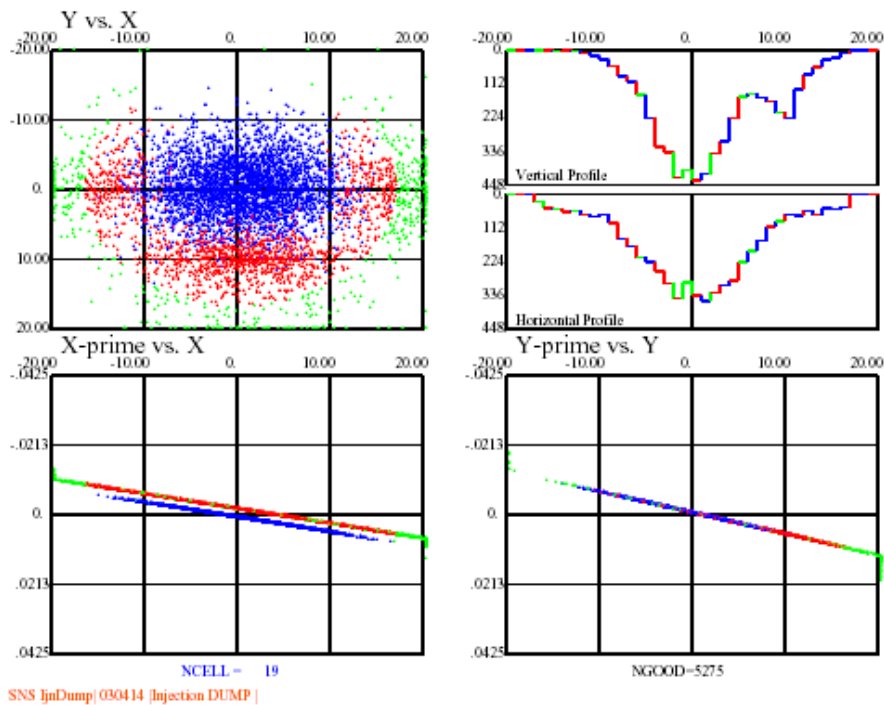 Y vs. X
-20.00 -10.00 0. 10.00 20.00
-20.00
-10.00
0.
10.00
20.00
-20.00 -10.00 0. 10.00 20.00
0.
112
224
336
448
Vertical Profile
0.
112
224
336
448
Horizontal Profile
X-prime vs. X
-20.00 -10.00 0. 10.00 20.00
-.0425
-.0213
0.
.0213
.0425
NCELL = 19
Y-prime vs. Y
-20.00 -10.00 0. 10.00 20.00
-.0425
-.0213
0.
.0213
.0425
NGOOD=5275
SNS IjnDump| 030414 |Injection DUMP |